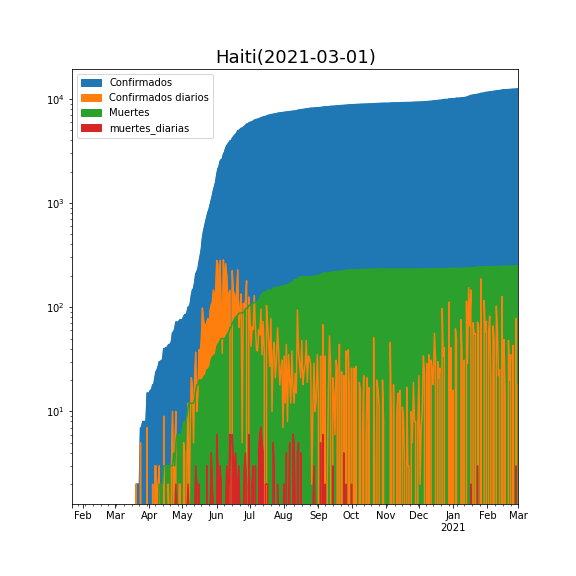 Haiti(2021-03-01)
Confirmados
Confirmados diarios
Muertes
muertes_diarias
10^4
10^3
10^2
10^1
Feb Mar Apr May Jun Jul Aug Sep Oct Nov Dec Jan Feb Mar
2021